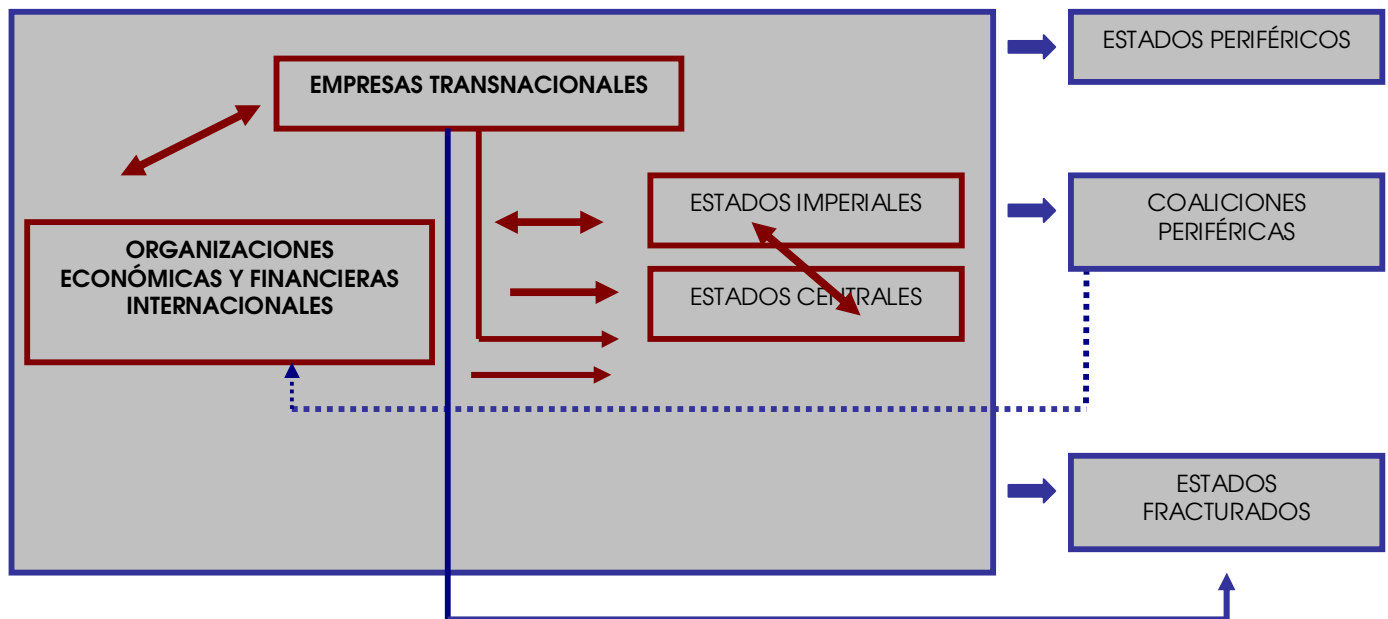 EMPRESAS TRANSNACIONALES
ORGANIZACIONES
ECONÓMICAS Y FINANCIERAS
INTERNACIONALES
ESTADOS IMPERIALES
ESTADOS CENTRALES
ESTADOS PERIFÉRICOS
COALICIONES
PERIFÉRICAS
ESTADOS
FRACTURADOS